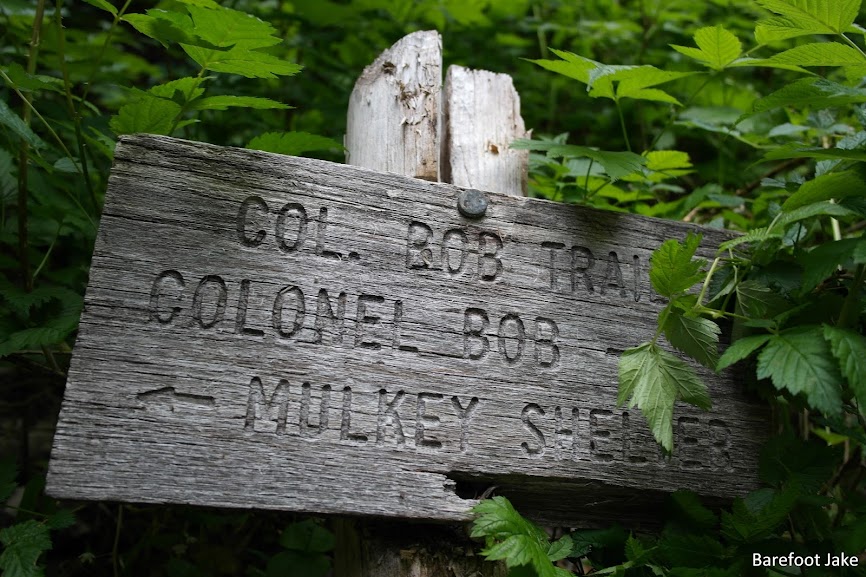 COL. BOB TRAIL
COLONEL BOB
← MULKEY SHELTER
Barefoot Jake